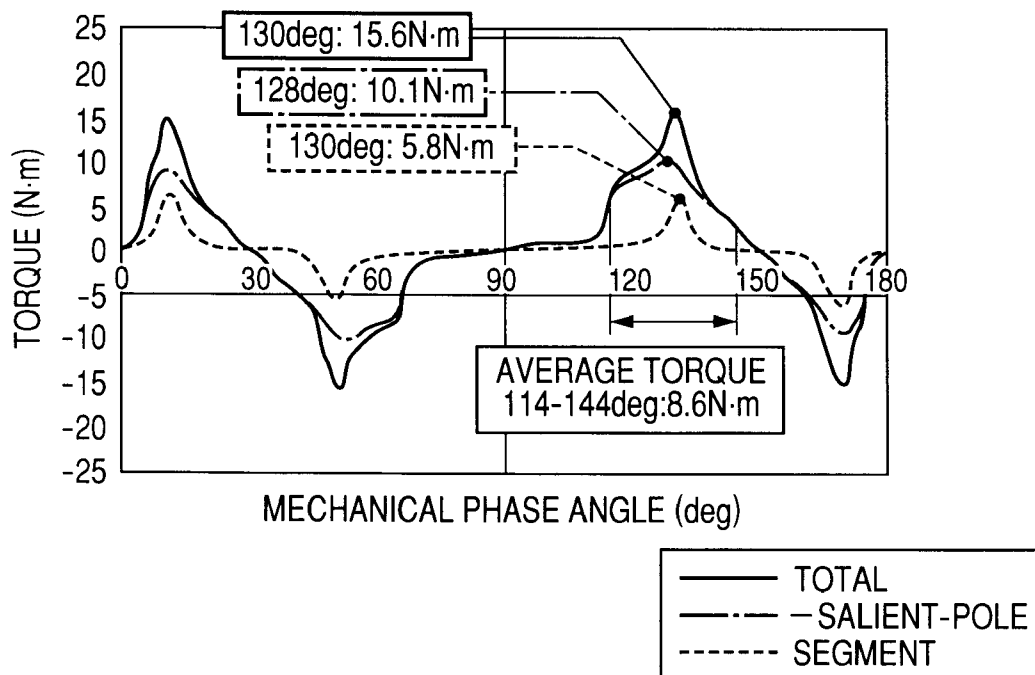 25
20
15
10
5
0
-5
-10
-15
-20
-25
TORQUE (N·m)
130deg: 15.6N·m
128deg: 10.1N·m
130deg: 5.8N·m
0 30 60 90 120 150 180
AVERAGE TORQUE
114-144deg:8.6N·m
MECHANICAL PHASE ANGLE (deg)
TOTAL
SALIENT-POLE
SEGMENT